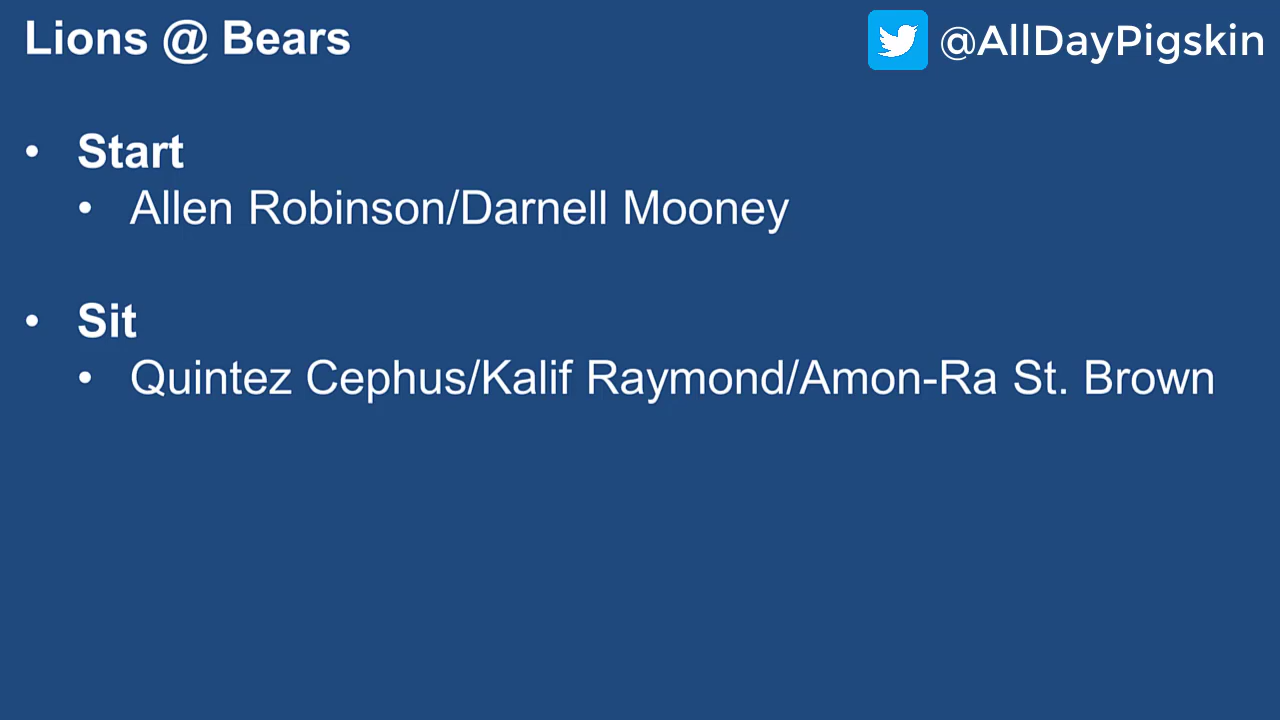 Lions @ Bears
@AllDayPigskin
• Start
• Allen Robinson/Darnell Mooney
• Sit
• Quintez Cephus/Kalif Raymond/Amon-Ra St. Brown